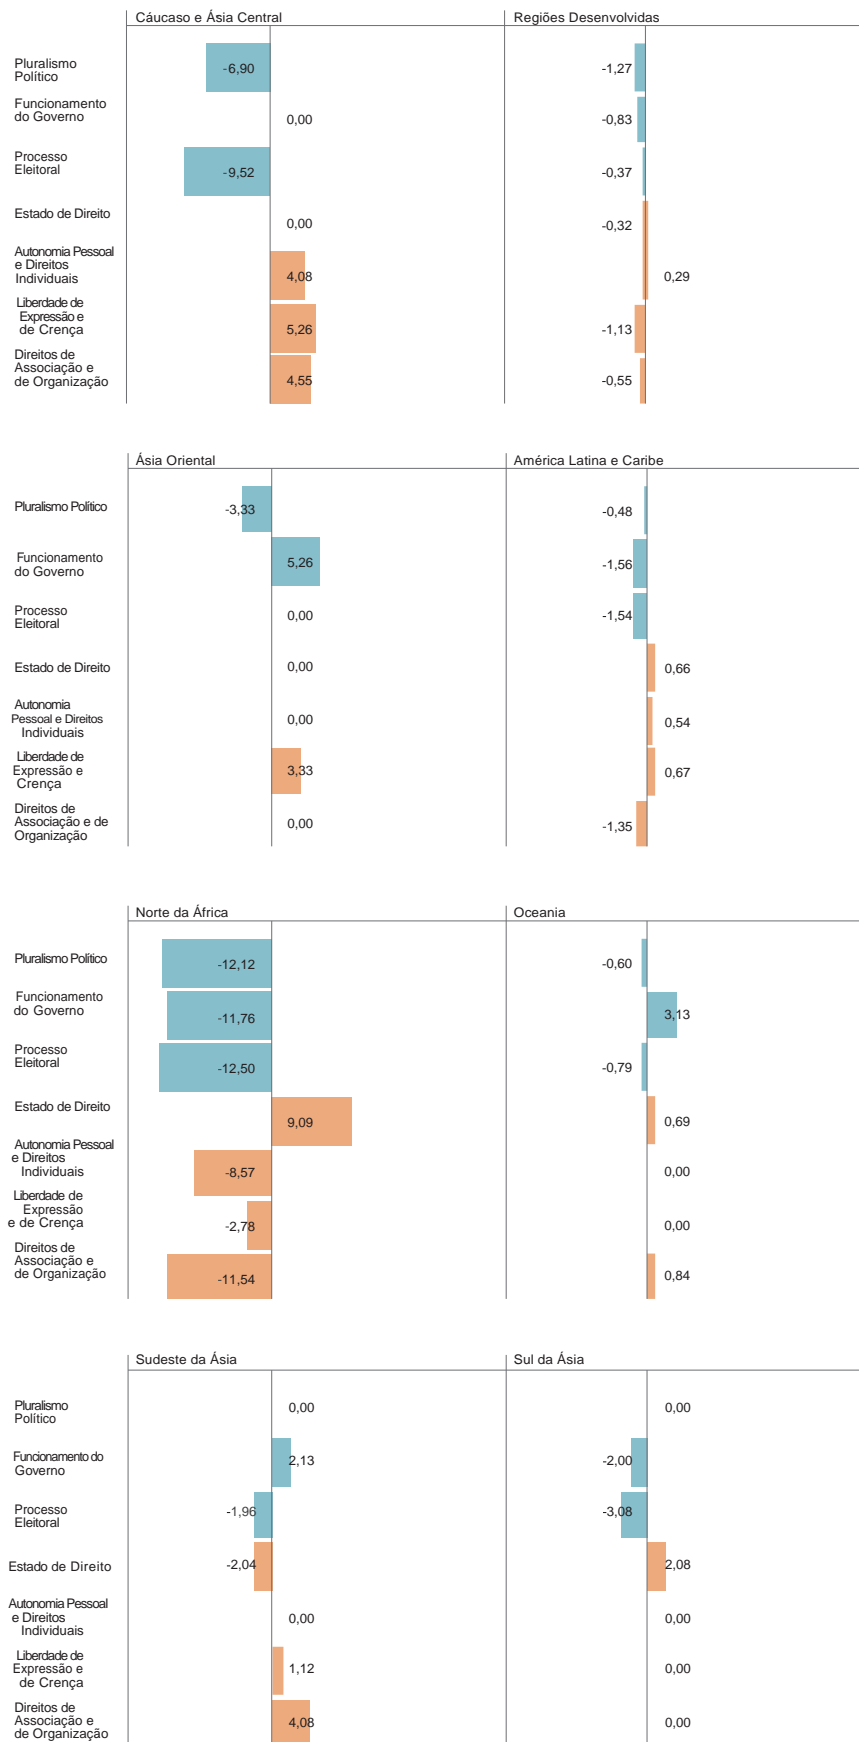 Cáucaso e Ásia Central
Regiões Desenvolvidas
Pluralismo
Político
-6,90
-1,27
Funcionamento
do Governo
0,00
-0,83
Processo
Eleitoral
-9,52
-0,37
Estado de Direito
0,00
-0,32
Autonomia Pessoal
e Direitos
Individuais
4,08
0,29
Liberdade de
Expressão e
de Crença
5,26
-1,13
Direitos de
Associação e
de Organização
4,55
-0,55
Ásia Oriental
América Latina e Caribe
Pluralismo Político
-3,33
-0,48
Funcionamento
do Governo
5,26
-1,56
Processo
Eleitoral
0,00
-1,54
Estado de Direito
0,00
0,66
Autonomia
Pessoal e Direitos
Individuais
0,00
0,54
Liberdade de
Expressão e
Crença
3,33
0,67
Direitos de
Associação e de
Organização
0,00
-1,35
Norte da África
Oceania
Pluralismo Político
-12,12
-0,60
Funcionamento
do Governo
-11,76
3,13
Processo
Eleitoral
-12,50
-0,79
Estado de Direito
9,09
0,69
Autonomia Pessoal
e Direitos
Individuais
-8,57
0,00
Liberdade de
Expressão
e de Crença
-2,78
0,00
Direitos de
Associação e
de Organização
-11,54
0,84
Sudeste da Ásia
Sul da Ásia
Pluralismo
Político
0,00
0,00
Funcionamento do
Governo
2,13
-2,00
Processo
Eleitoral
-1,96
-3,08
Estado de Direito
-2,04
2,08
Autonomia Pessoal
e Direitos
Individuais
0,00
0,00
Liberdade de
Expressão e
de Crença
1,12
0,00
Direitos de
Associação e
de Organização
4,08
0,00